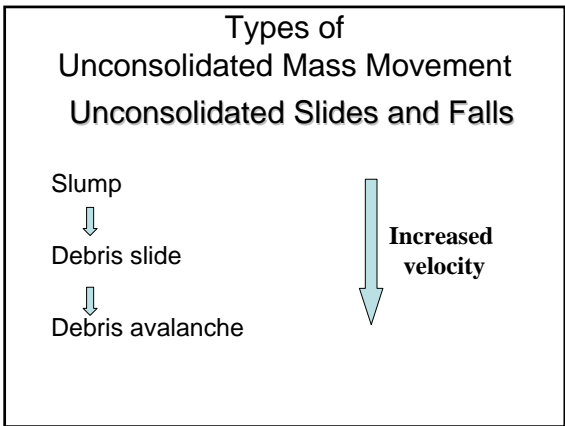 Types of
Unconsolidated Mass Movement
Unconsolidated Slides and Falls
Slump
Debris slide
Debris avalanche
Increased
velocity